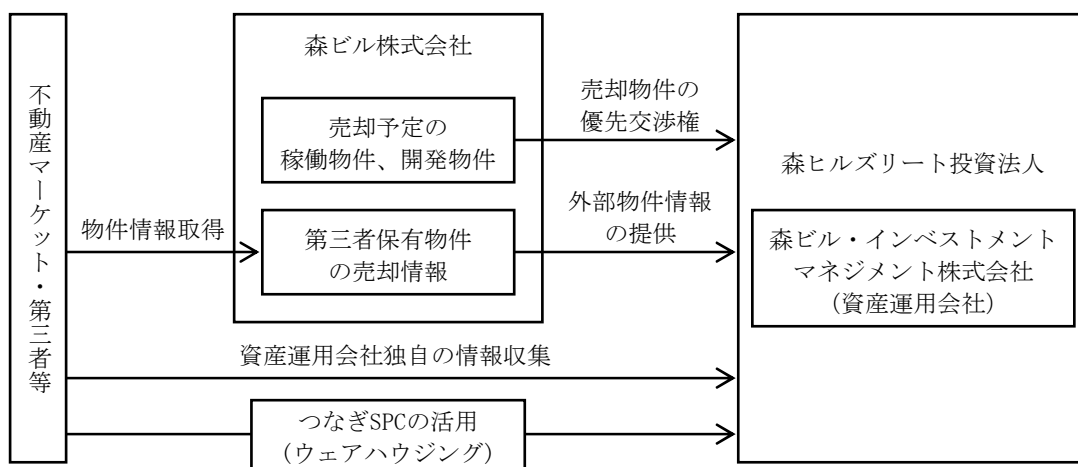 不動産マーケット・第三者等
物件情報取得
森ビル株式会社
売却予定の
稼働物件、開発物件
第三者保有物件
の売却情報
売却物件の
優先交渉権
外部物件情報
の提供
資産運用会社独自の情報収集
つなぎSPCの活用
（ウェアハウジング）
森ヒルズリート投資法人
森ビル・インベストメント
マネジメント株式会社
（資産運用会社）